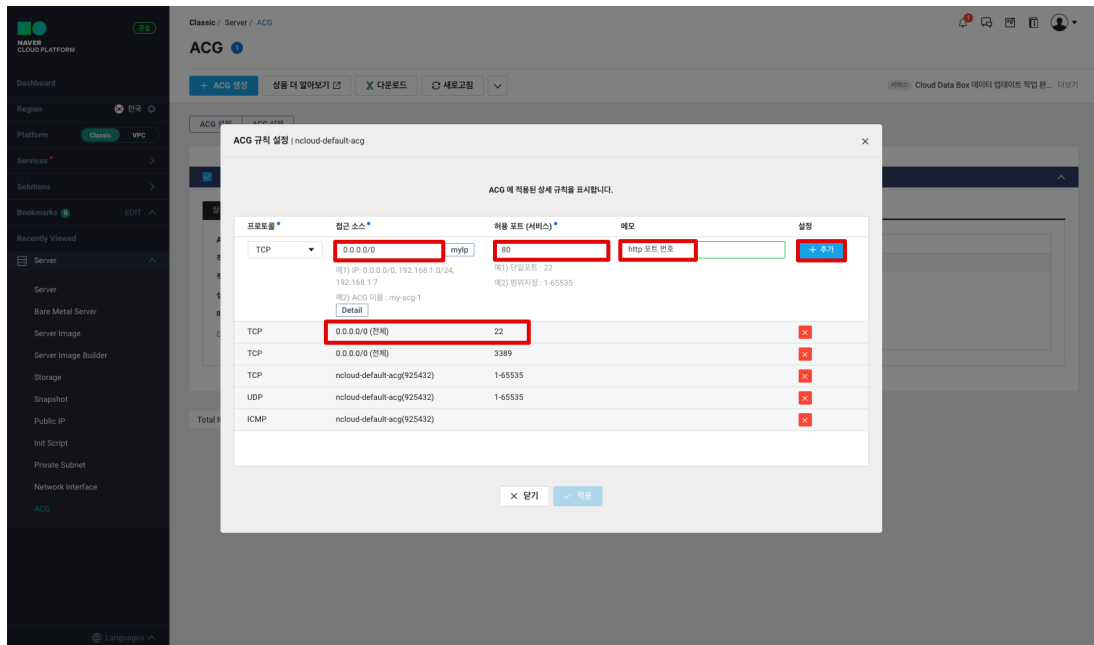 콘솔
NAVER
CLOUD PLATFORM
Classic / Server / ACG
ACG 1
Dashboard
+ ACG 생성
상품 더 알아보기
다운로드
새로고침
서비스 Cloud Data Box 데이터 업데이트 작업 완... 더보기
Region 한국
Platform Classic VPC
Services
Solutions
Bookmarks 0 EDIT
Recently Viewed
Server
Server
Bare Metal Server
Server Image
Server Image Builder
Storage
Snapshot
Public IP
Init Script
Private Subnet
Network Interface
ACG
Languages
ACG 규칙 설정 | ncloud-default-acg
ACG 에 적용된 상세 규칙을 표시합니다.
프로토콜 접근 소스 허용 포트 (서비스) 메모 설정
TCP 0.0.0.0/0 myIp 80 http 포트 번호 + 추가
예1) IP: 0.0.0.0/0, 192.168.1.0/24, 192.168.1.7
예2) ACG 이름 : my-acg-1
예1) 단일포트 : 22
예2) 범위지정 : 1-65535
Detail
TCP 0.0.0.0/0 (전체) 22
TCP 0.0.0.0/0 (전체) 3389
TCP ncloud-default-acg(925432) 1-65535
UDP ncloud-default-acg(925432) 1-65535
ICMP ncloud-default-acg(925432)
닫기 적용